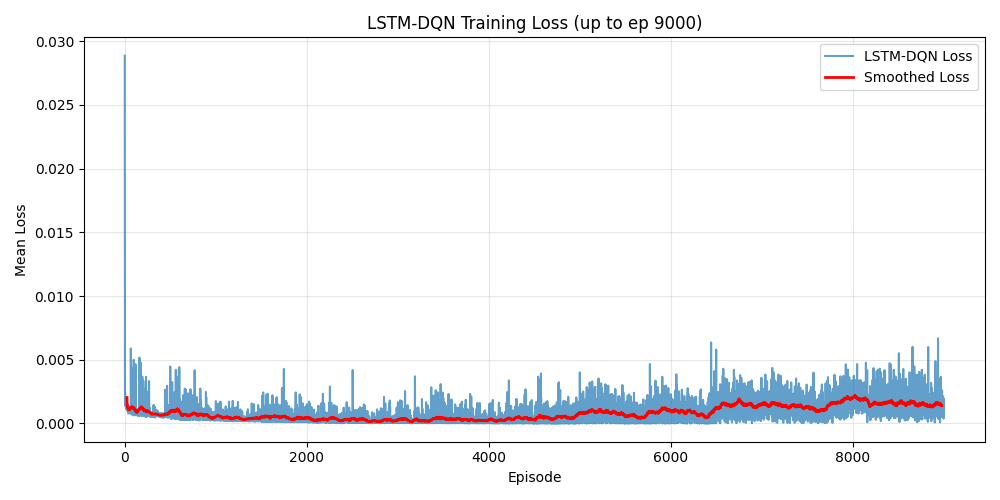 LSTM-DQN Training Loss (up to ep 9000)
LSTM-DQN Loss
Smoothed Loss
Mean Loss
0.030
0.025
0.020
0.015
0.010
0.005
0.000
0 2000 4000 6000 8000
Episode